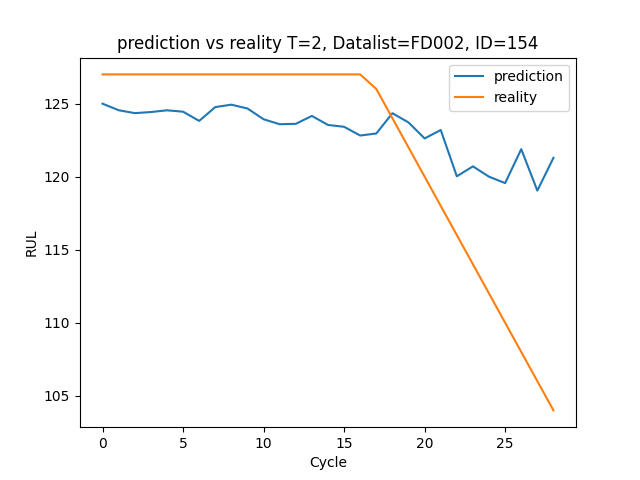 prediction vs reality T=2, Datalist=FD002, ID=154
prediction
reality
RUL
125
120
115
110
105
0 5 10 15 20 25
Cycle